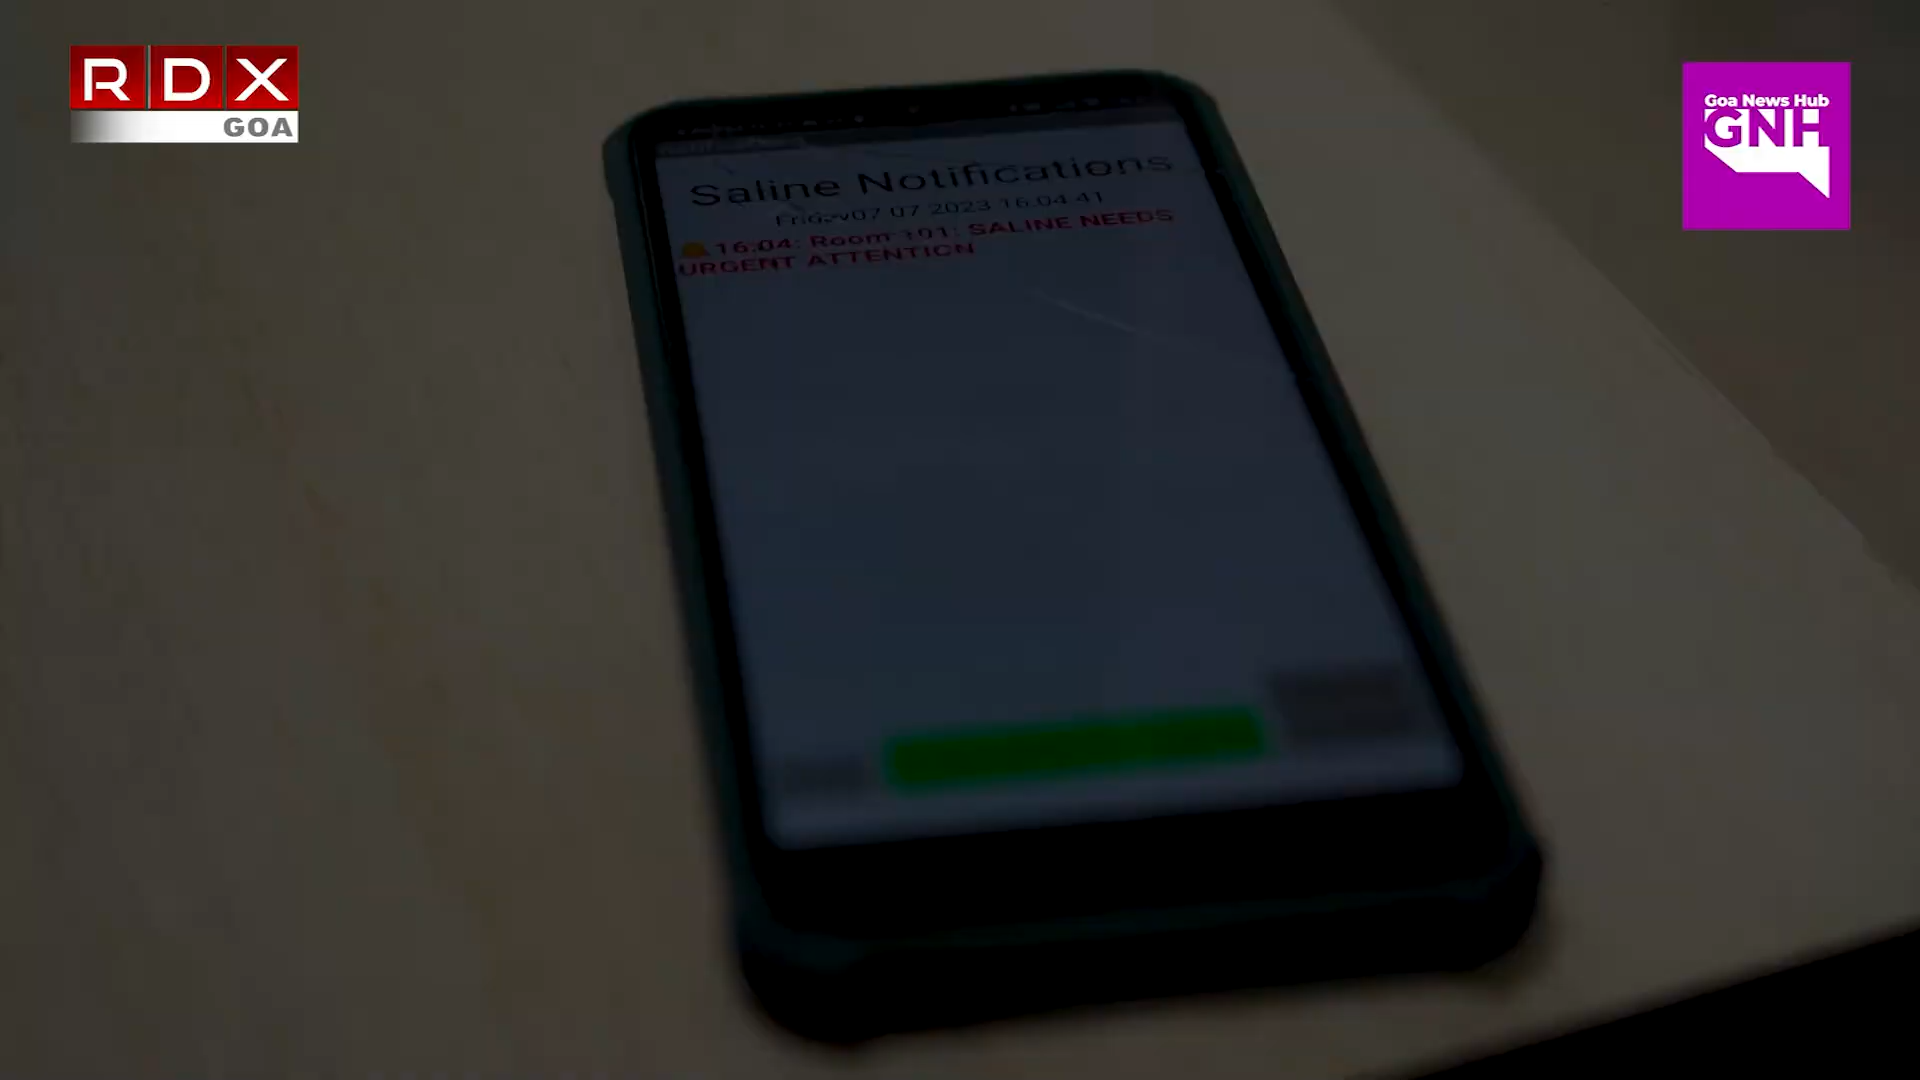 RDX
GOA
Goa News Hub
GNH
Saline Notifications
07 07 2023 16:04:41
16:04: Room 101: SALINE NEEDS
URGENT ATTENTION